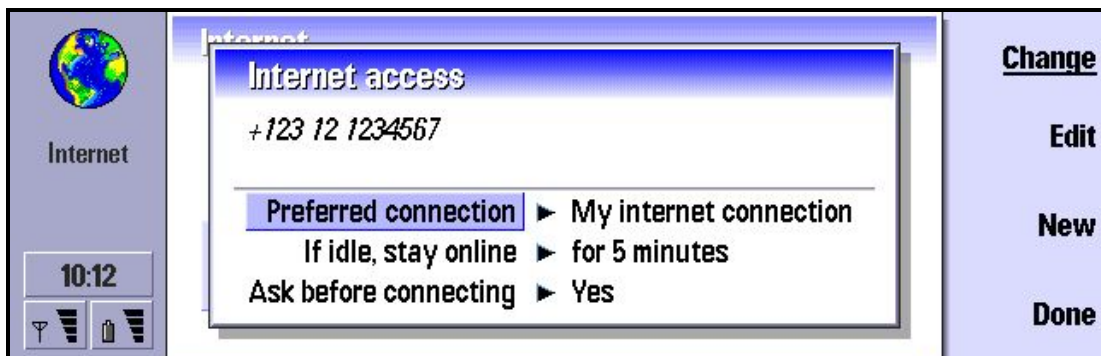 Internet
10:12
Internet
Internet access
+123 12 1234567
Preferred connection ► My internet connection
If idle, stay online ► for 5 minutes
Ask before connecting ► Yes
Change
Edit
New
Done